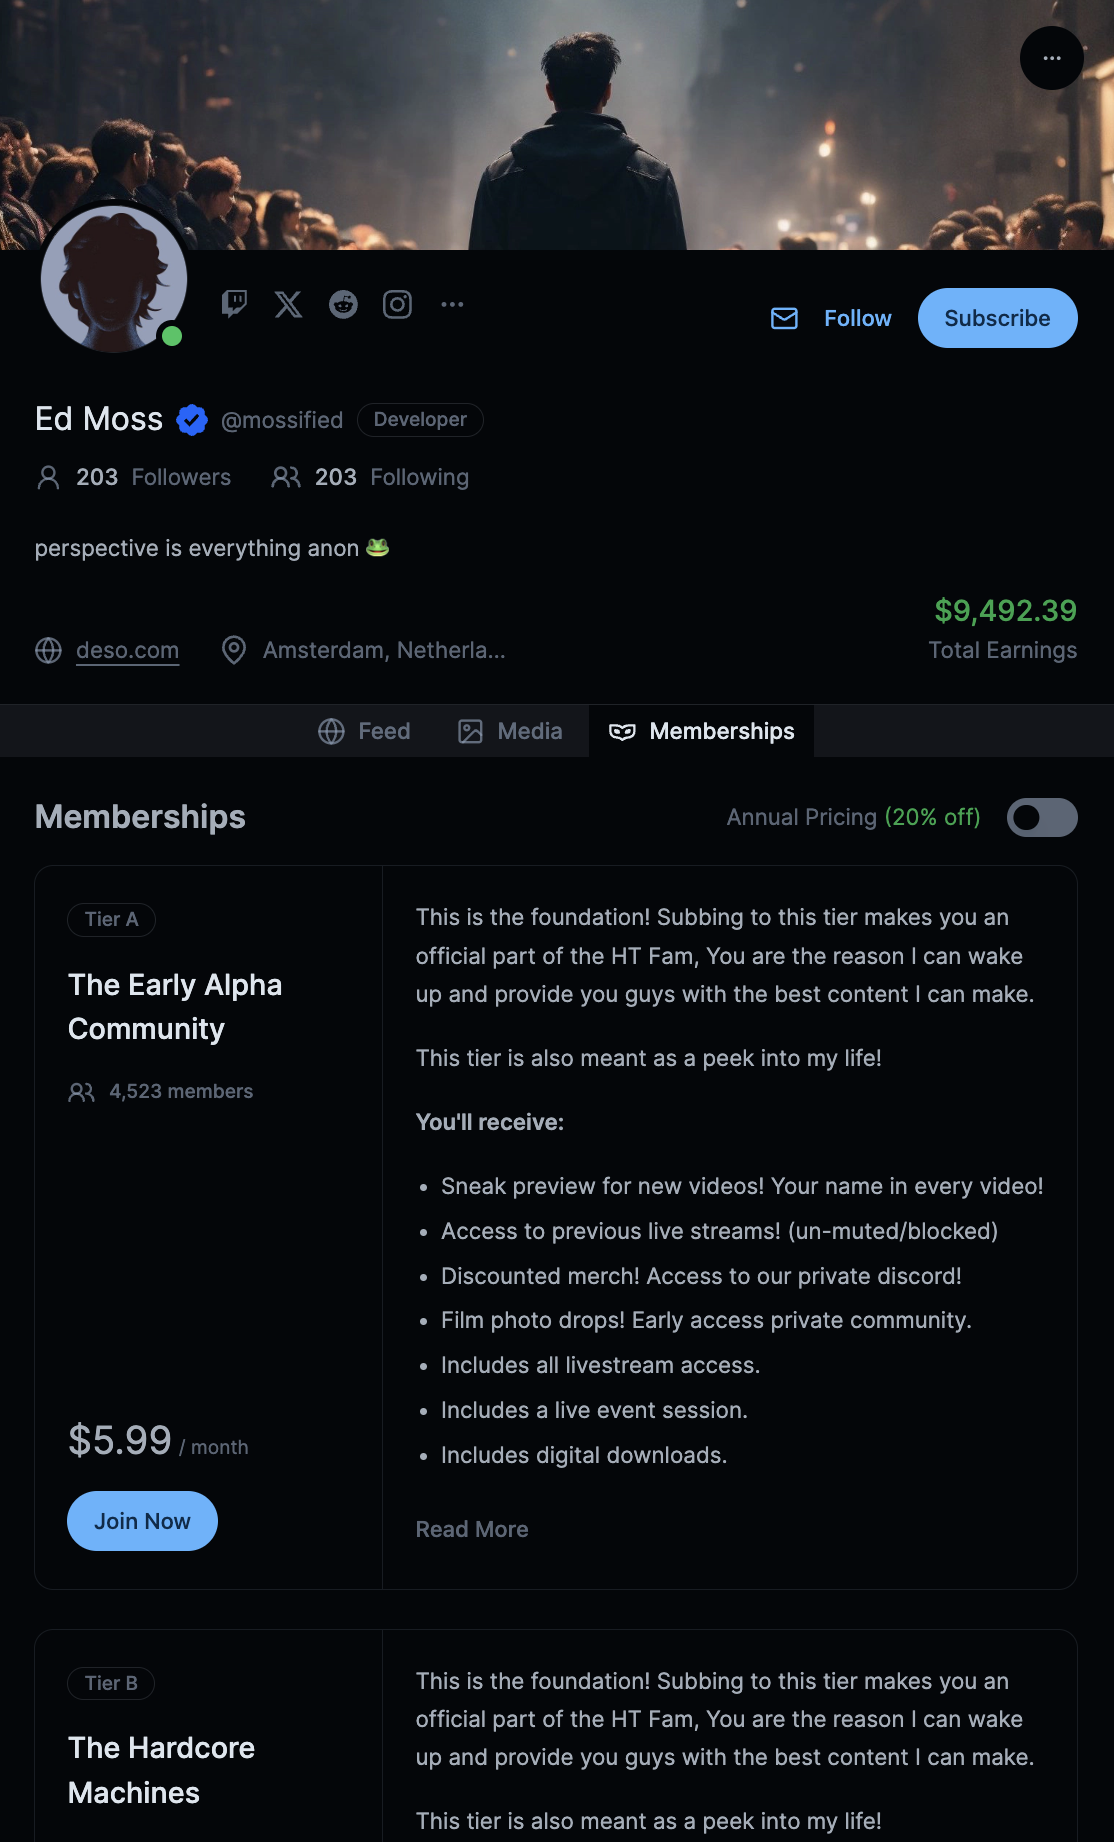 Follow
Subscribe
Ed Moss
@mossified
Developer
203 Followers
203 Following
perspective is everything anon 🐸
$9,492.39
deso.com
Amsterdam, Netherla...
Total Earnings
Feed
Media
Memberships
Memberships
Annual Pricing (20% off)
Tier A
The Early Alpha
Community
4,523 members
$5.99 / month
Join Now
This is the foundation! Subbing to this tier makes you an
official part of the HT Fam, You are the reason I can wake
up and provide you guys with the best content I can make.
This tier is also meant as a peek into my life!
You'll receive:
• Sneak preview for new videos! Your name in every video!
• Access to previous live streams! (un-muted/blocked)
• Discounted merch! Access to our private discord!
• Film photo drops! Early access private community.
• Includes all livestream access.
• Includes a live event session.
• Includes digital downloads.
Read More
Tier B
The Hardcore
Machines
This is the foundation! Subbing to this tier makes you an
official part of the HT Fam, You are the reason I can wake
up and provide you guys with the best content I can make.
This tier is also meant as a peek into my life!